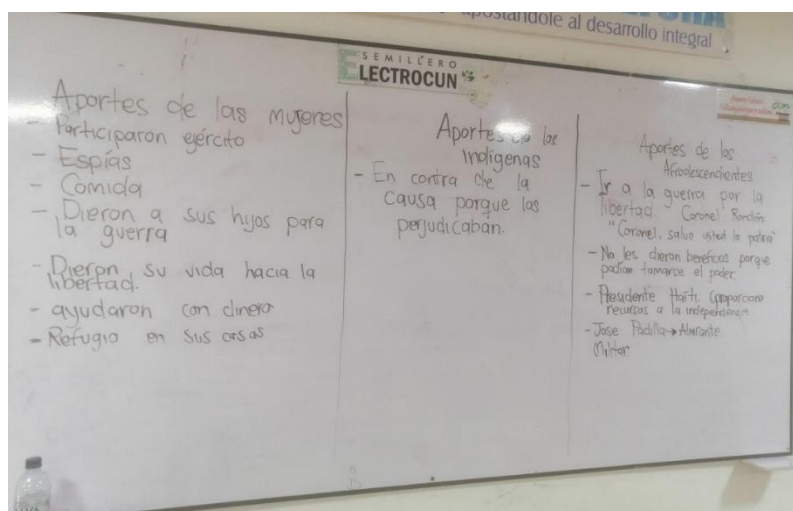 apostándole al desarrollo integral
SEMILLERO
ELECTROCUN
Aportes de las mujeres
- Participaron ejército
- Espías
- Comida
- Dieron a sus hijos para
la guerra
- Dieron su vida hacia la
libertad.
- ayudaron con dinero
- Refugio en sus casas
Aportes de las
indígenas
- En contra de la
causa porque las
perjudicaban.
Aportes de los
Afrodescendientes
- Ir a la guerra por la
libertad. Coronel Rondón.
"Coronel, salve usted la patria"
- No les dieron beneficios porque
podían tomarse el poder.
- Presidente Haití
recursos a la independencia
- Jose Padilla → Almirante
Militar